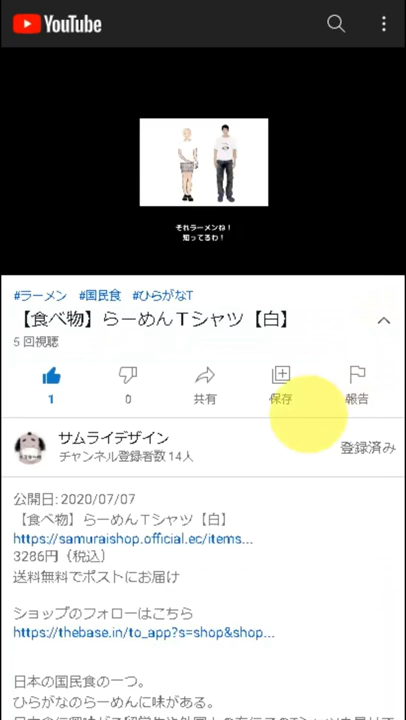 YouTube
それラーメンね！
知ってるわ！
#ラーメン #国民食 #ひらがなT
【食べ物】らーめんＴシャツ【白】
5 回視聴
1 0 共有 保存 報告
サムライデザイン
チャンネル登録者数 14人
登録済み
公開日: 2020/07/07
【食べ物】らーめんＴシャツ【白】
https://samuraishop.official.ec/items...
3286円（税込）
送料無料でポストにお届け
ショップのフォローはこちら
https://thebase.in/to_app?s=shop&shop...
日本の国民食の一つ。
ひらがなのらーめんに味がある。